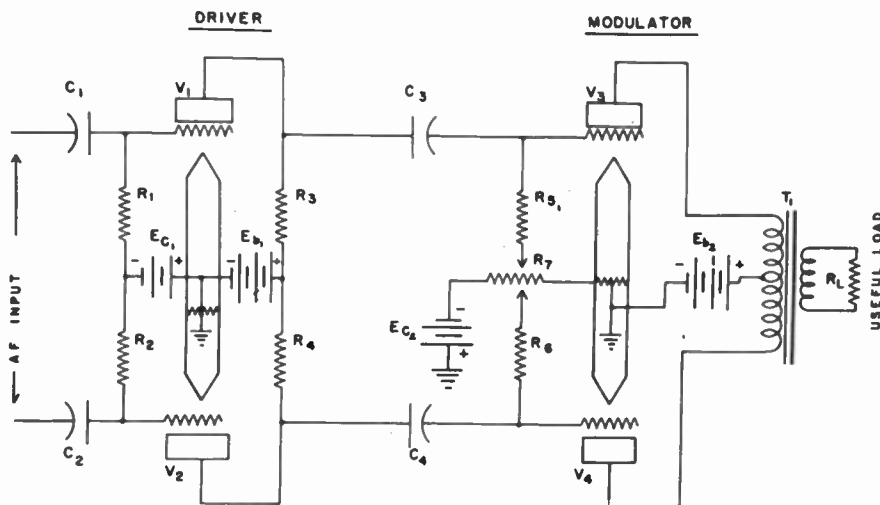 DRIVER
MODULATOR
C1
V1
C3
V3
R1
R3
R5
T1
EC1
Eb1
Eb2
- + - +
- +
R7
RL
USEFUL LOAD
AF INPUT
-
EC2
+
R2
R4
R6
C2
V2
C4
V4